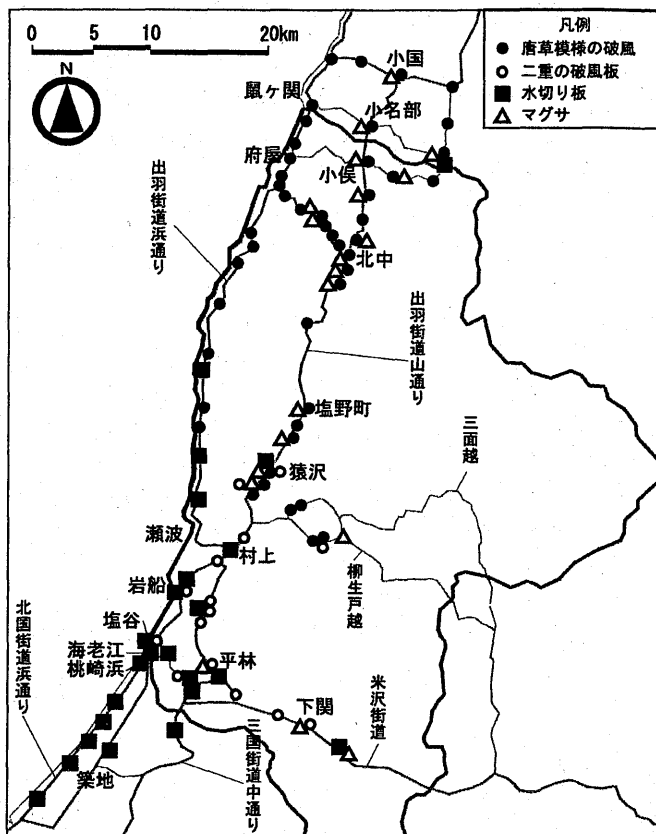 0 5 10 20km
N
凡例
唐草模様の破風
二重の破風板
水切り板
マグサ
小国
鼠ヶ関
小名部
府屋
小俣
出羽街道浜通り
北中
出羽街道山通り
塩野町
三面越
猿沢
瀬波
村上
柳生戸越
岩船
北国街道浜通り
塩谷
海老江
桃崎浜
平林
下関
米沢街道
三国街道中通り
築地